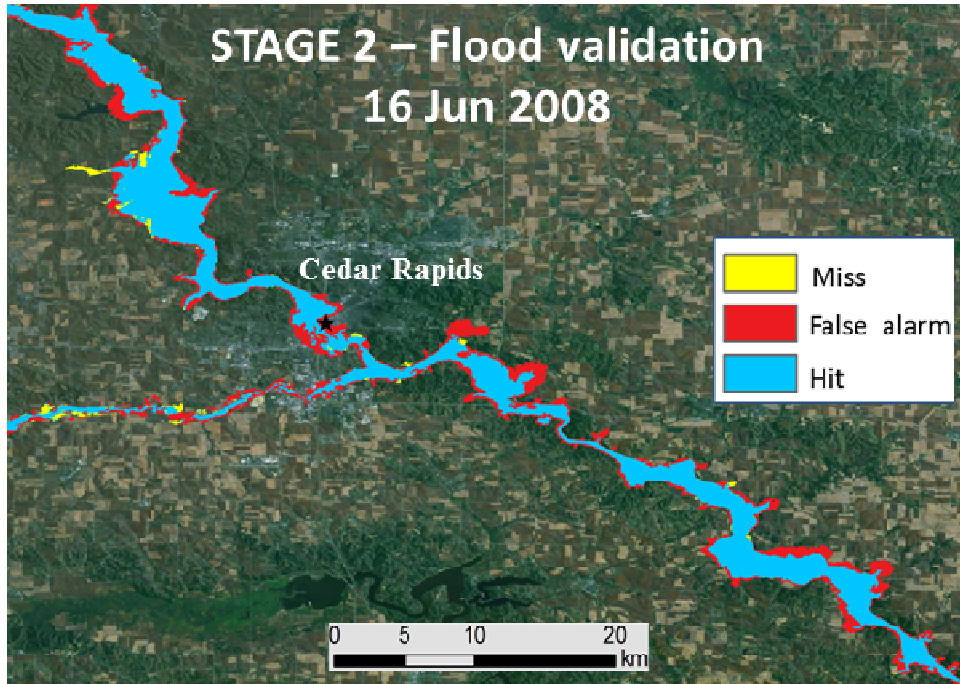 STAGE 2 – Flood validation
16 Jun 2008
Cedar Rapids
Miss
False alarm
Hit
0 5 10 20
km